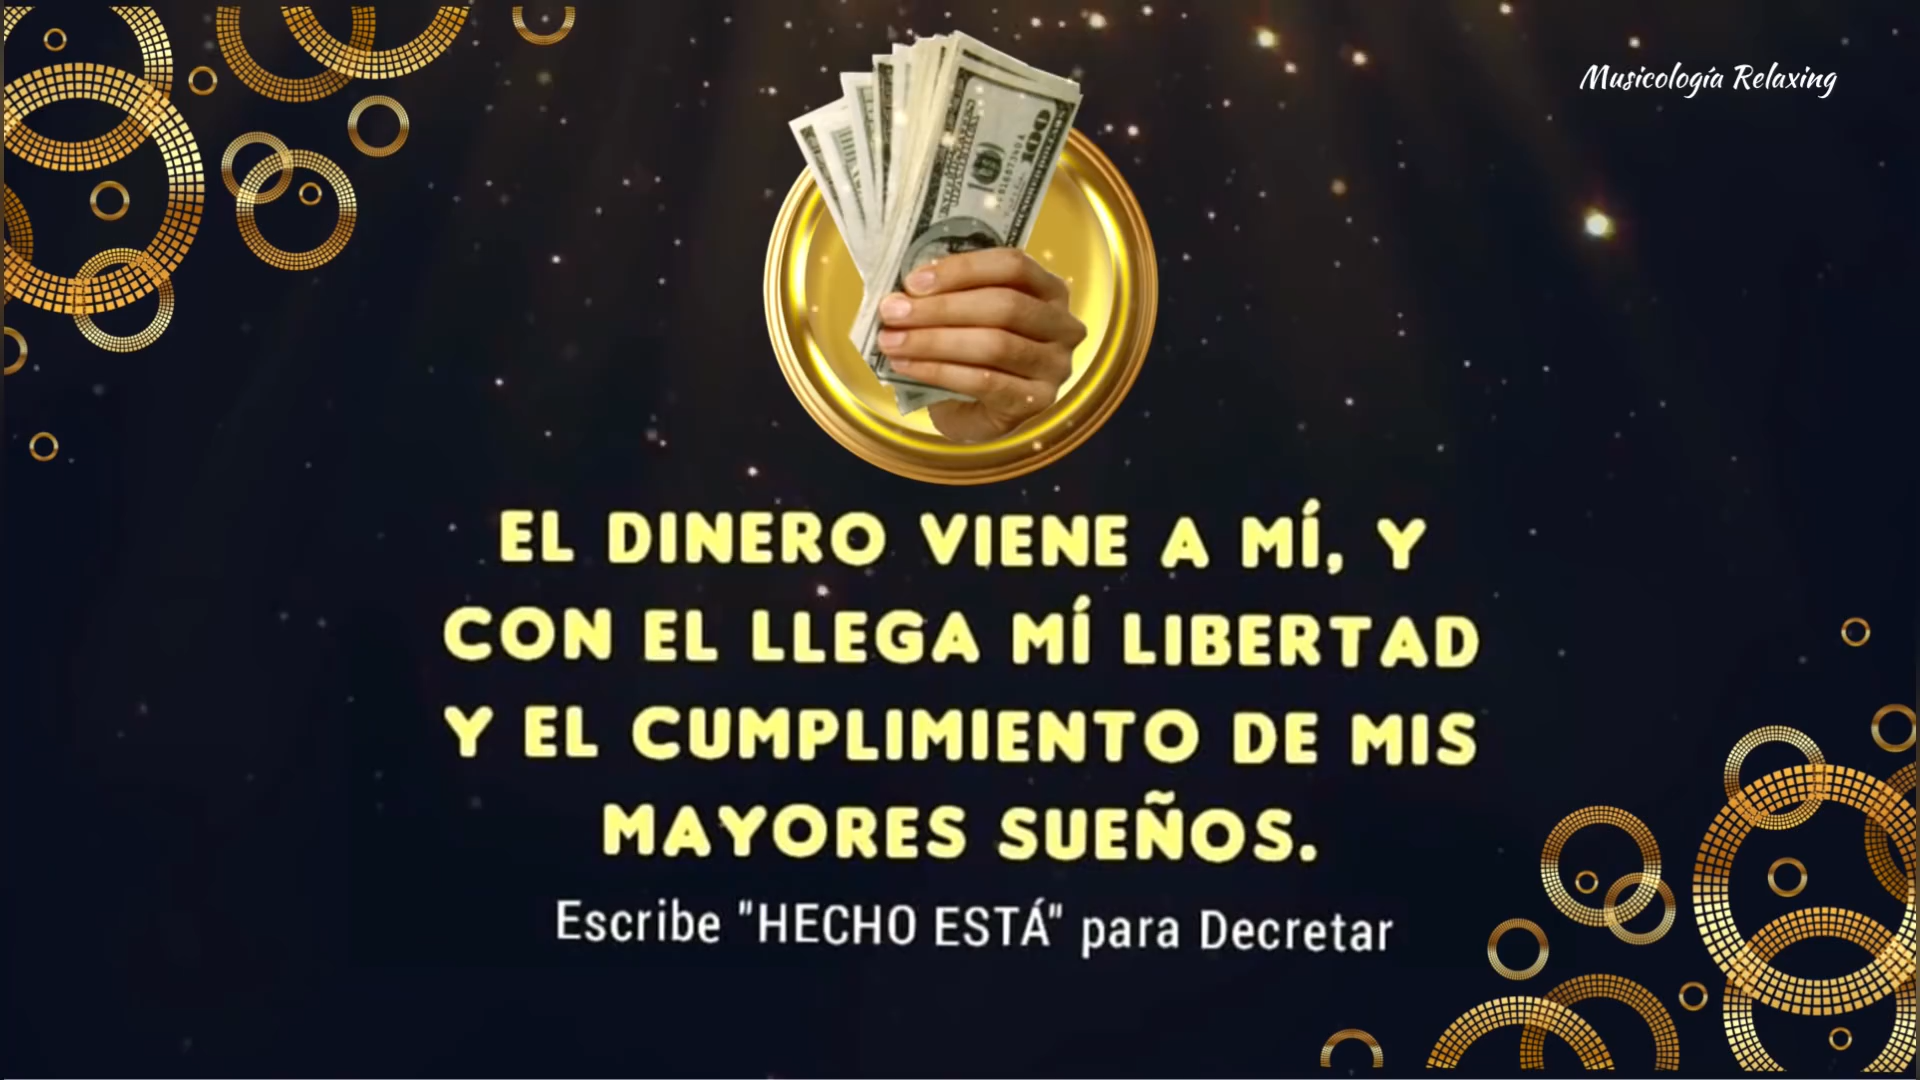 Musicología Relaxing
100
EL DINERO VIENE A MÍ, Y
CON EL LLEGA MÍ LIBERTAD
Y EL CUMPLIMIENTO DE MIS
MAYORES SUEÑOS.
Escribe "HECHO ESTÁ" para Decretar